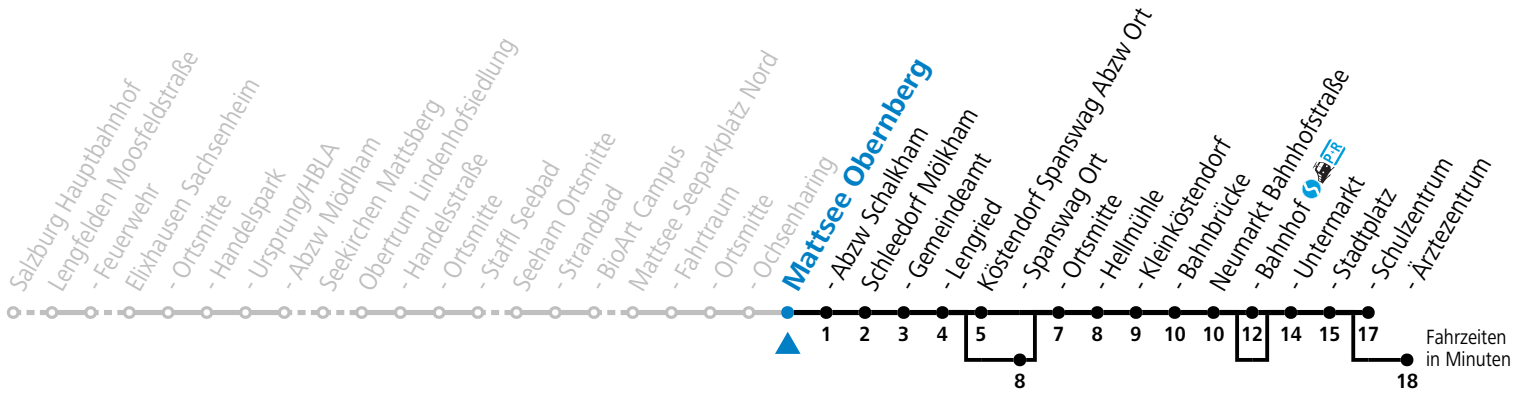 Salzburg Hauptbahnhof
Lengfelden Moosfeldstraße
- Feuerwehr
Elixhausen Sachsenheim
- Ortsmitte
- Handelspark
- Ursprung/HBLA
- Abzw Mödlham
Seekirchen Mattsberg
Obertrum Lindenhofsiedlung
- Handelsstraße
- Ortsmitte
- Staffl Seebad
Seeham Ortsmitte
- Strandbad
- BioArt Campus
Mattsee Seeparkplatz Nord
- Fahrtraum
- Ortsmitte
- Ochsenharing
Mattsee Obernberg
- Abzw Schalkham
Schleedorf Mölkham
- Gemeindeamt
- Lengried
Köstendorf Spanswag Abzw Ort
- Spanswag Ort
- Ortsmitte
- Hellmühle
- Kleinköstendorf
- Bahnbrücke
Neumarkt Bahnhofstraße
- Bahnhof P+R
- Untermarkt
- Stadtplatz
- Schulzentrum
- Ärztezentrum
1 2 3 4 5 7 8 9 10 10 12 14 15 17
8 18
Fahrzeiten
in Minuten